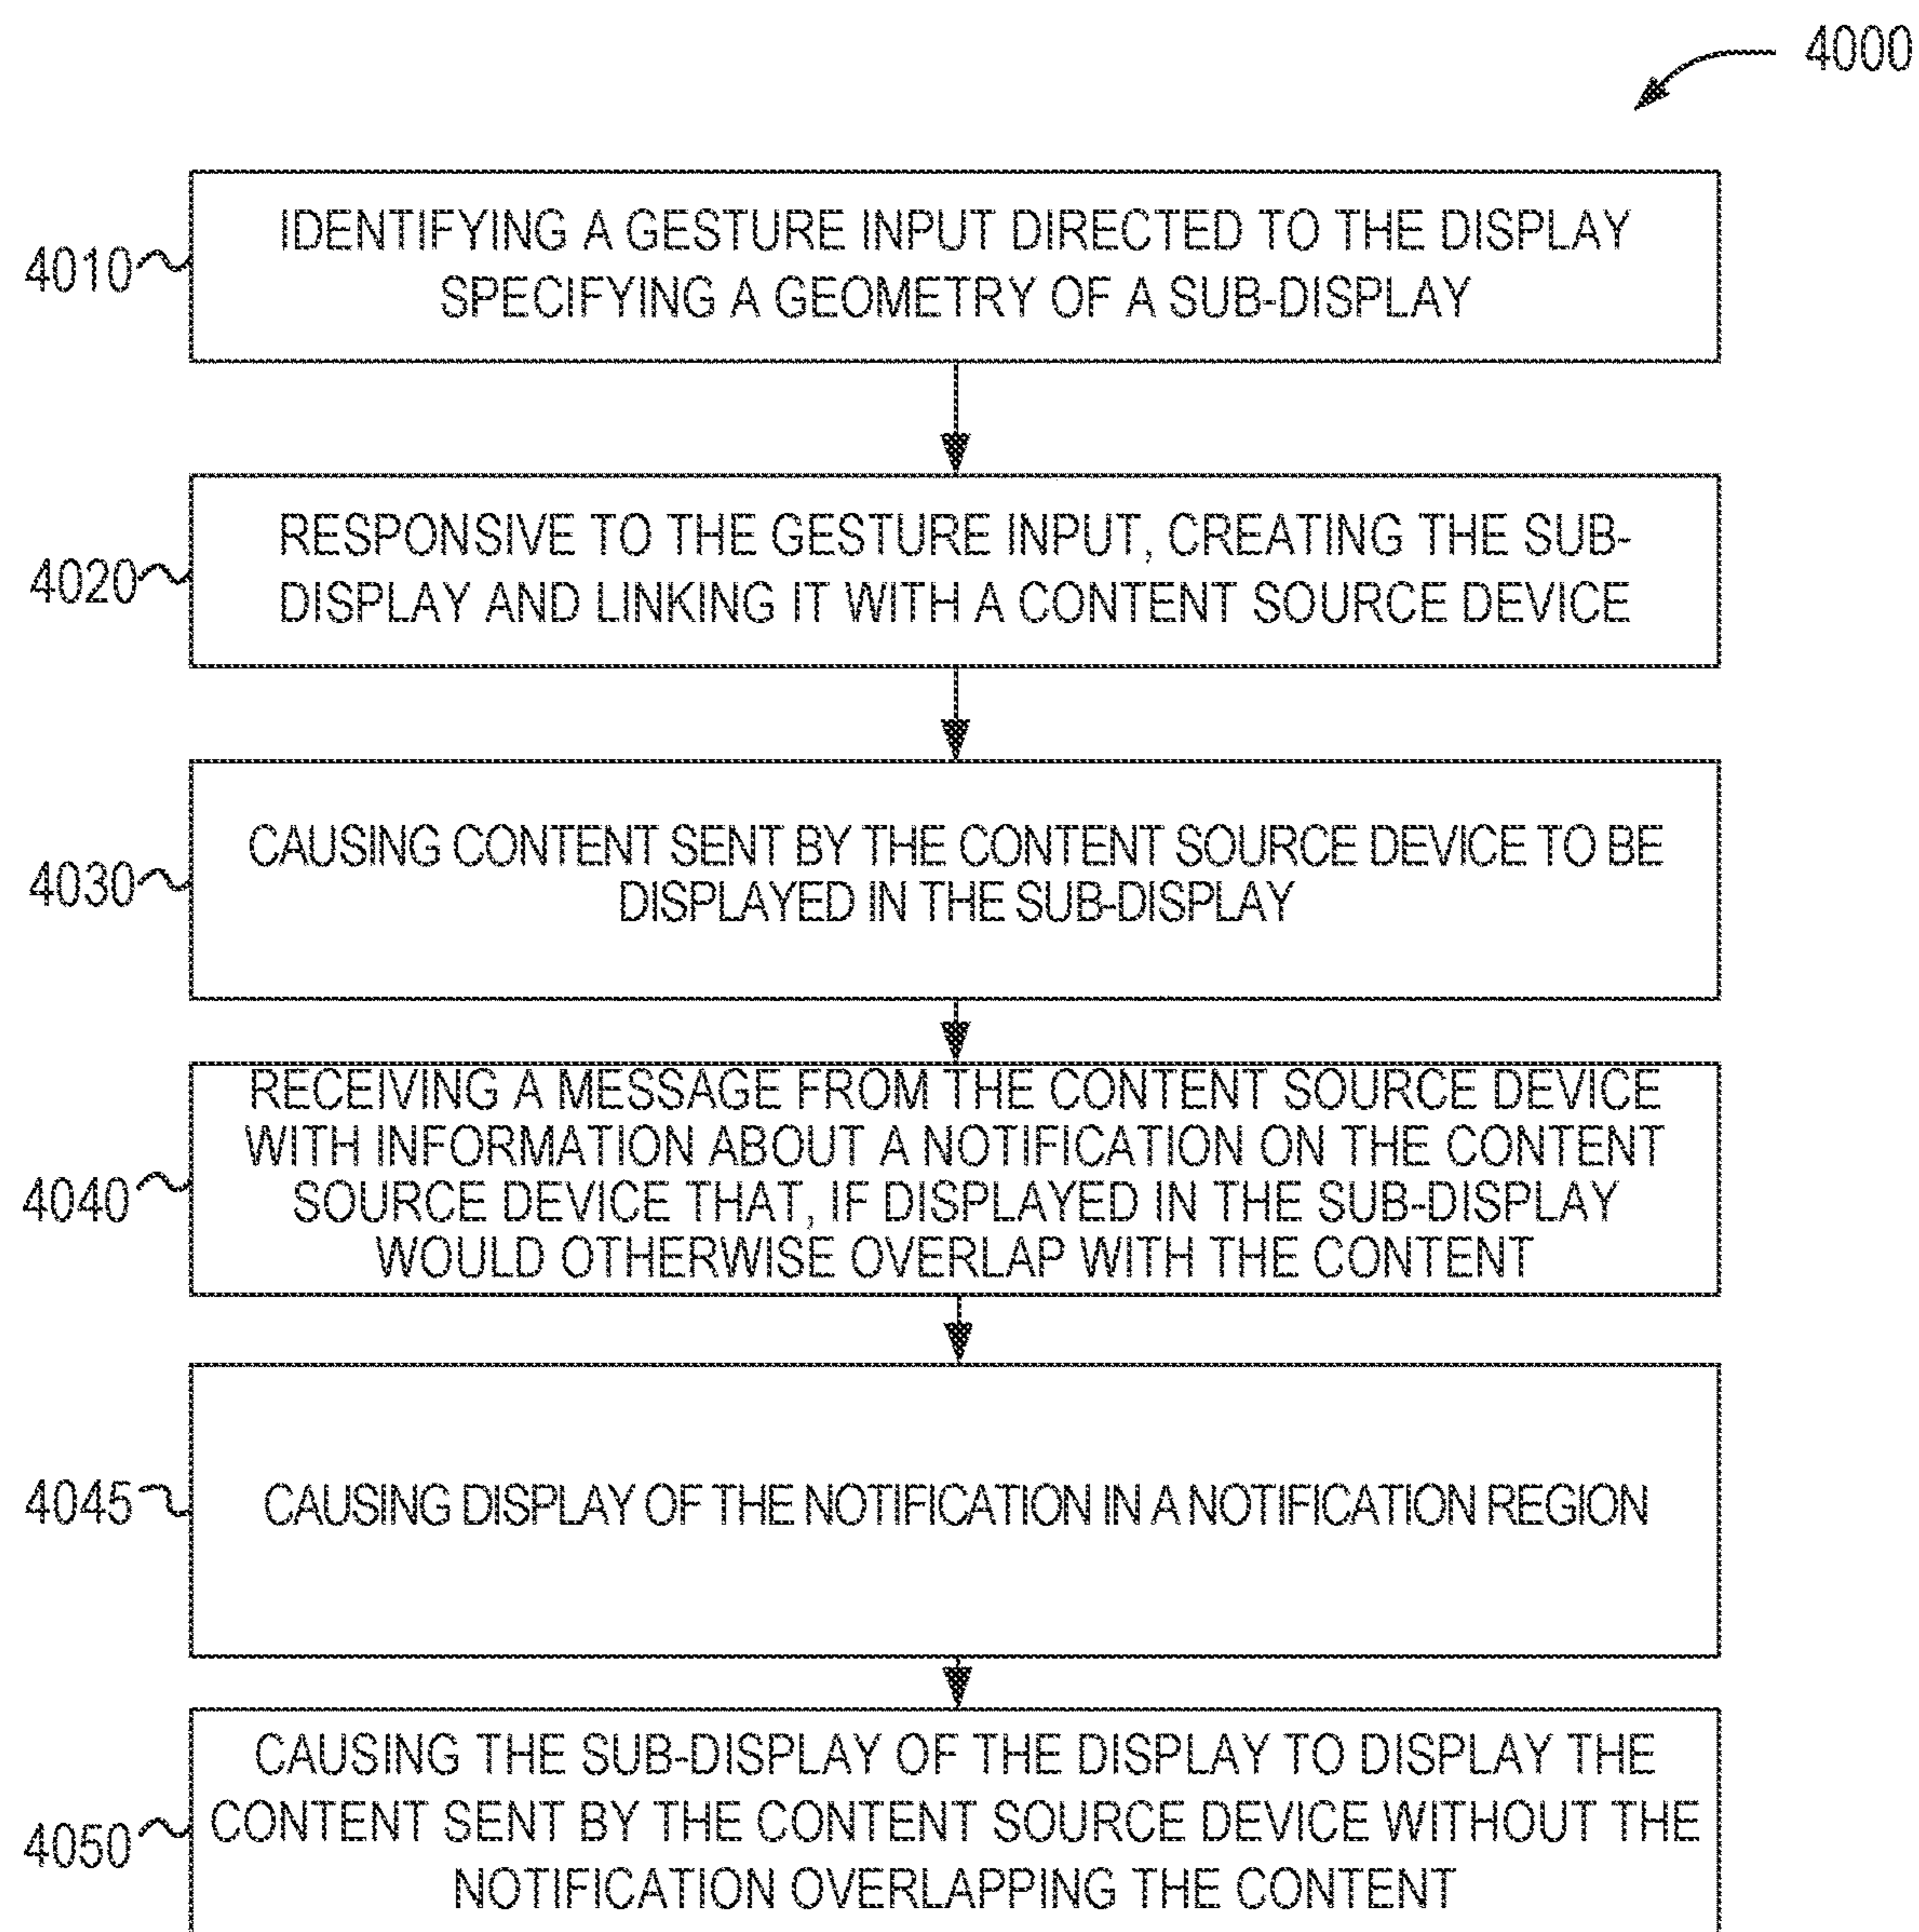 4000
IDENTIFYING A GESTURE INPUT DIRECTED TO THE DISPLAY
SPECIFYING A GEOMETRY OF A SUB-DISPLAY
4010
RESPONSIVE TO THE GESTURE INPUT, CREATING THE SUB-
DISPLAY AND LINKING IT WITH A CONTENT SOURCE DEVICE
4020
CAUSING CONTENT SENT BY THE CONTENT SOURCE DEVICE TO BE
DISPLAYED IN THE SUB-DISPLAY
4030
RECEIVING A MESSAGE FROM THE CONTENT SOURCE DEVICE
WITH INFORMATION ABOUT A NOTIFICATION ON THE CONTENT
SOURCE DEVICE THAT, IF DISPLAYED IN THE SUB-DISPLAY
WOULD OTHERWISE OVERLAP WITH THE CONTENT
4040
CAUSING DISPLAY OF THE NOTIFICATION IN A NOTIFICATION REGION
4045
CAUSING THE SUB-DISPLAY OF THE DISPLAY TO DISPLAY THE
CONTENT SENT BY THE CONTENT SOURCE DEVICE WITHOUT THE
NOTIFICATION OVERLAPPING THE CONTENT
4050